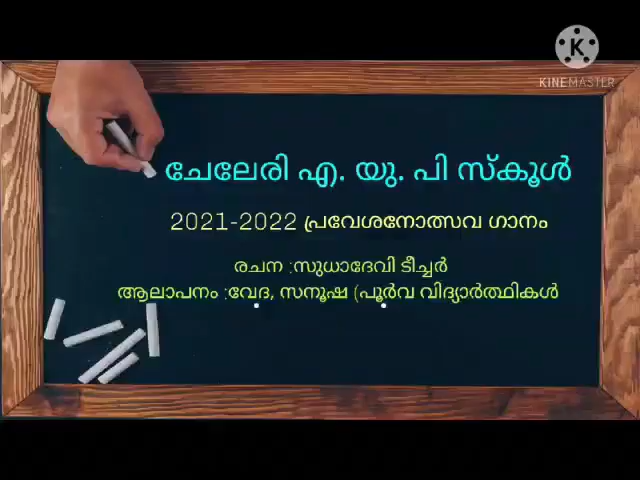 KINEMASTER
ചേലേരി എ. യു. പി സ്കൂൾ
2021-2022 പ്രവേശനോത്സവ ഗാനം
രചന :സുധാദേവി ടീച്ചർ
ആലാപനം :വേദ, സനൂഷ (പൂർവ വിദ്യാർത്ഥികൾ